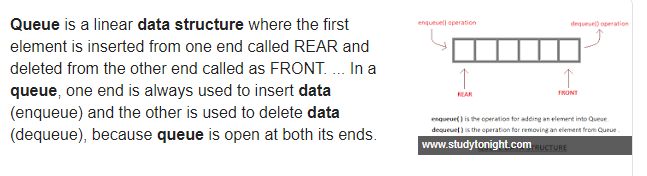 Queue is a linear data structure where the first
element is inserted from one end called REAR and
deleted from the other end called as FRONT. ... In a
queue, one end is always used to insert data
(enqueue) and the other is used to delete data
(dequeue), because queue is open at both its ends.
enqueue() operation
dequeue() operation
REAR
FRONT
enqueue() is the operation for adding an element into Queue.
dequeue() is the operation for removing an element from Queue.
www.studytonight.com
STRUCTURE